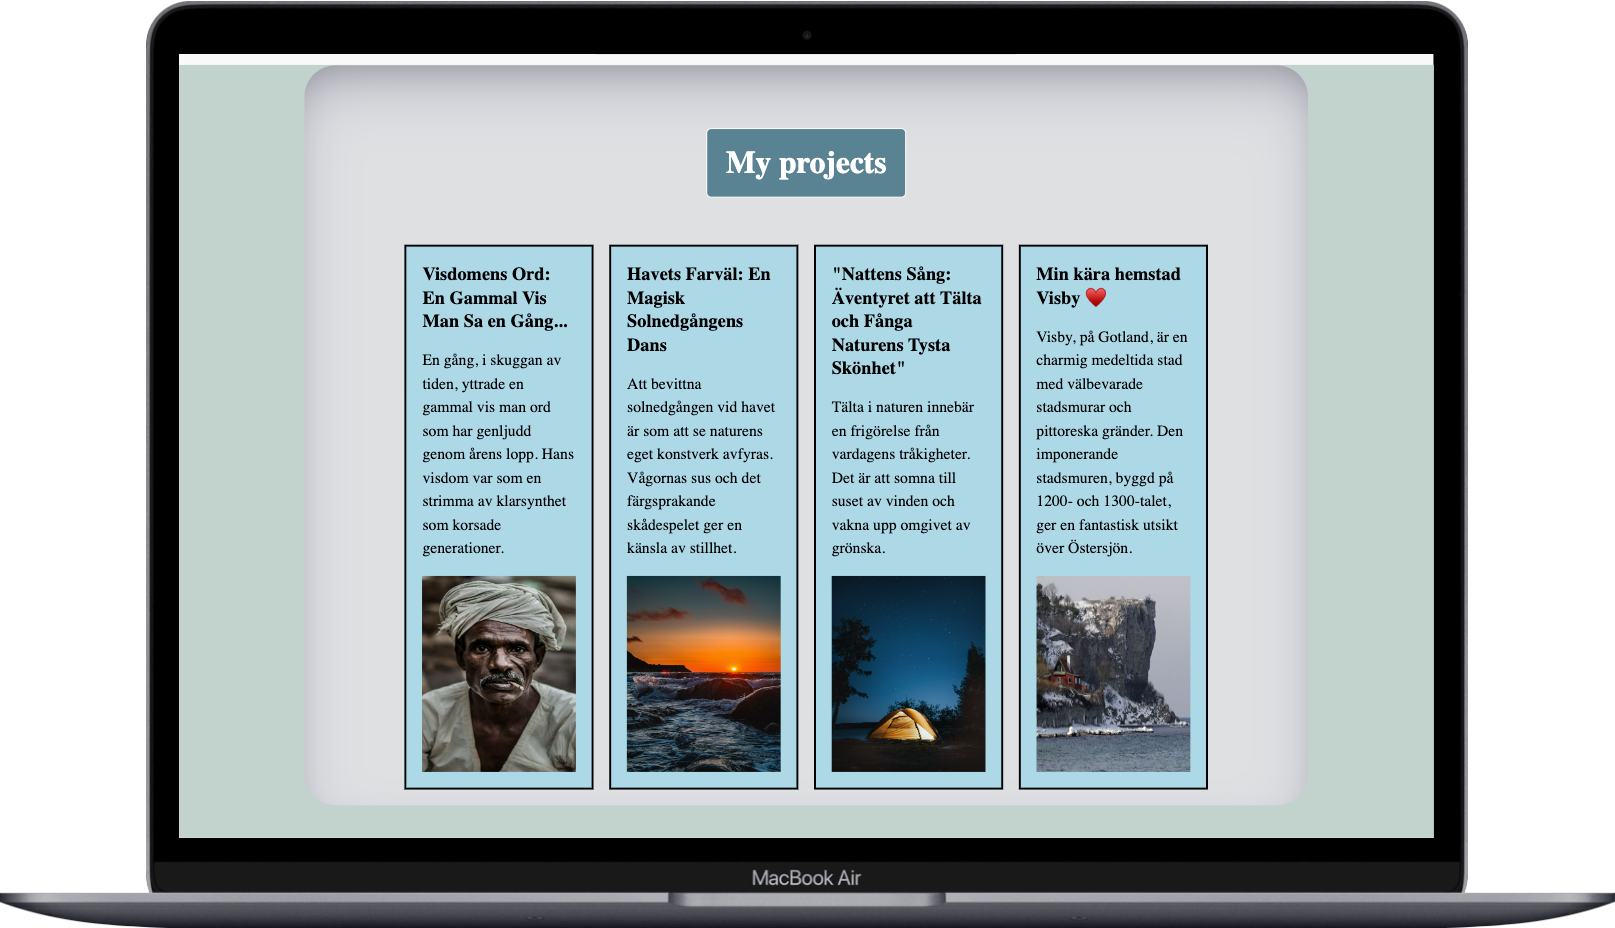 My projects
Visdomens Ord:
En Gammal Vis
Man Sa en Gång...
En gång, i skuggan av
tiden, yttrade en
gammal vis man ord
som har genljudd
genom årens lopp. Hans
visdom var som en
strimma av klarsynthet
som korsade
generationer.
Havets Farväl: En
Magisk
Solnedgångens
Dans
Att bevittna
solnedgången vid havet
är som att se naturens
eget konstverk avfyras.
Vågornas sus och det
färgsprakande
skådespelet ger en
känsla av stillhet.
"Nattens Sång:
Äventyret att Tälta
och Fånga
Naturens Tysta
Skönhet"
Tälta i naturen innebär
en frigörelse från
vardagens tråkigheter.
Det är att somna till
suset av vinden och
vakna upp omgivet av
grönska.
Min kära hemstad
Visby ♥️
Visby, på Gotland, är en
charmig medeltida stad
med välbevarade
stadsmurar och
pittoreska gränder. Den
imponerande
stadsmuren, byggd på
1200- och 1300-talet,
ger en fantastisk utsikt
över Östersjön.
MacBook Air